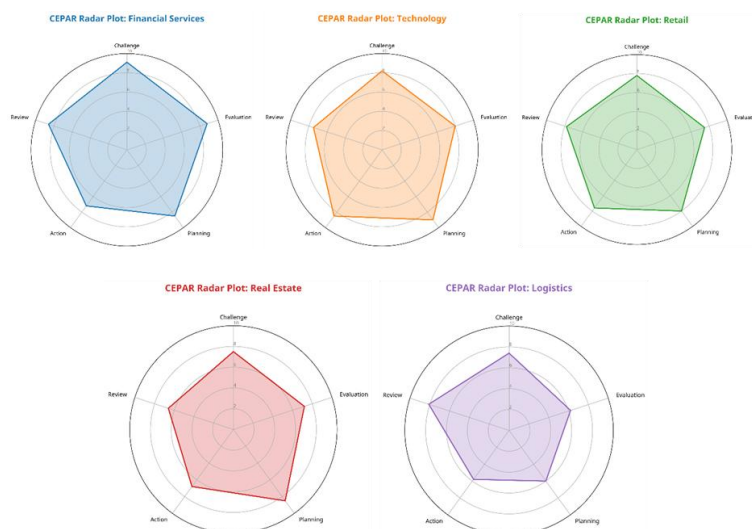 CEPAR Radar Plot: Financial Services
Challenge
Evaluation
Planning
Action
Review
CEPAR Radar Plot: Technology
Challenge
Evaluation
Planning
Action
Review
CEPAR Radar Plot: Retail
Challenge
Evaluat
Planning
Action
Review
CEPAR Radar Plot: Real Estate
Challenge
Evaluation
Planning
Action
Review
CEPAR Radar Plot: Logistics
Challenge
Evaluation
Planning
Action
Review